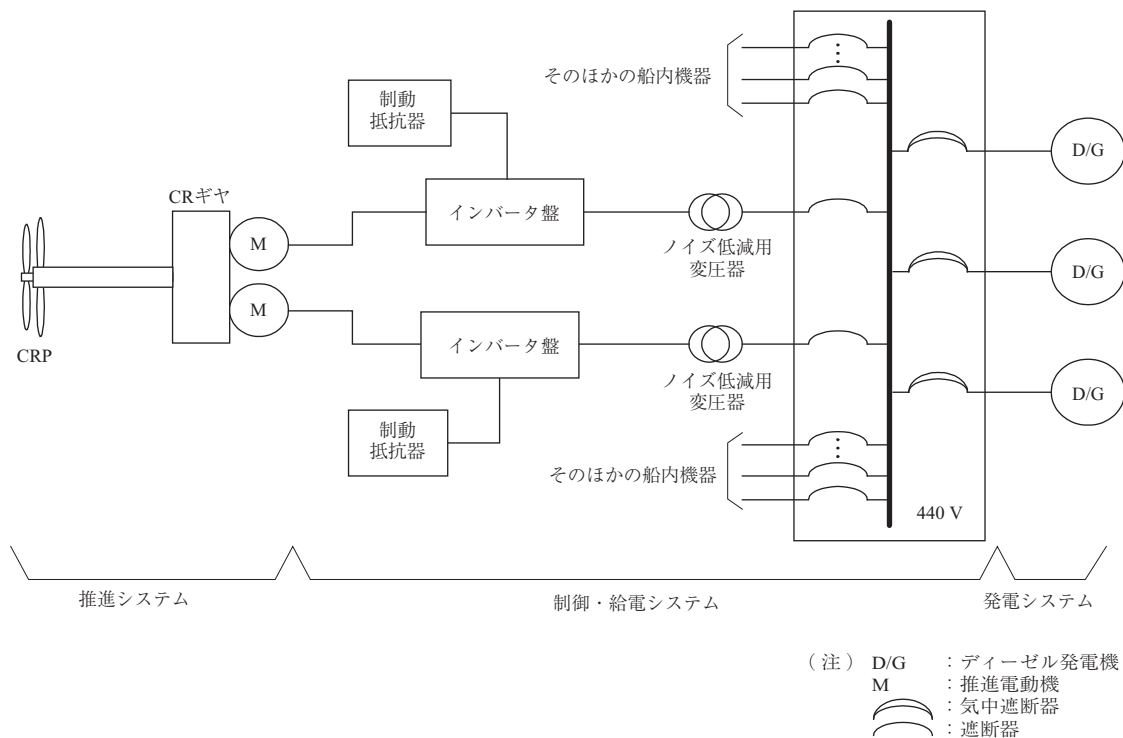 そのほかの船内機器
制動
抵抗器
D/G
CRギヤ
インバータ盤
M
ノイズ低減用
変圧器
D/G
M
CRP
インバータ盤
ノイズ低減用
変圧器
D/G
制動
抵抗器
そのほかの船内機器
440 V
推進システム
制御・給電システム
発電システム
(注) D/G :ディーゼル発電機
M :推進電動機
:気中遮断器
:遮断器